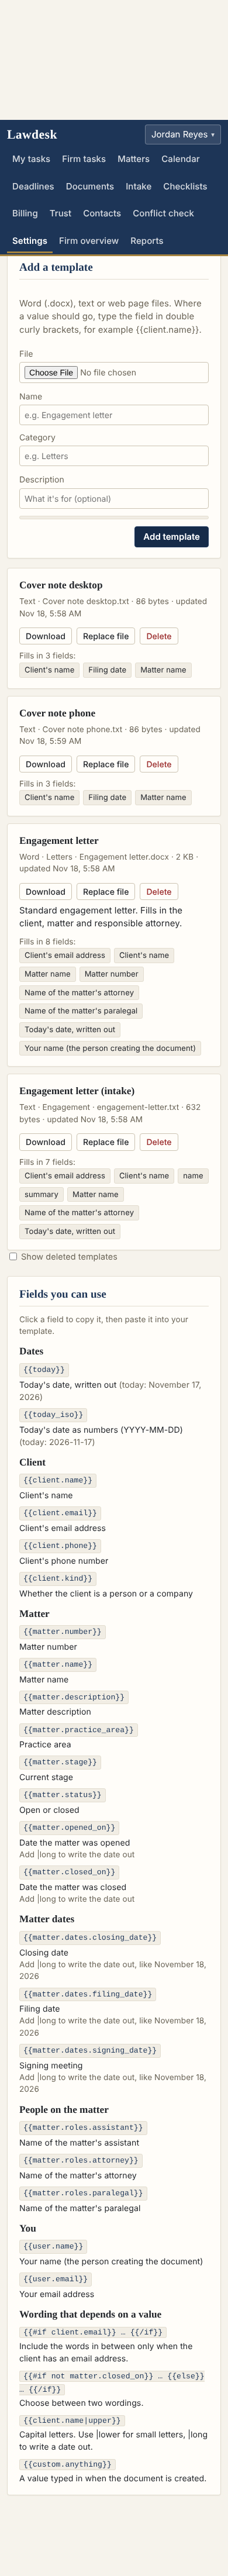 Lawdesk
Jordan Reyes ▾
My tasks Firm tasks Matters Calendar
Deadlines Documents Intake Checklists
Billing Trust Contacts Conflict check
Settings Firm overview Reports
Add a template
Word (.docx), text or web page files. Where
a value should go, type the field in double
curly brackets, for example {{client.name}}.
File
Choose File No file chosen
Name
e.g. Engagement letter
Category
e.g. Letters
Description
What it's for (optional)
Add template
Cover note desktop
Text · Cover note desktop.txt · 86 bytes · updated
Nov 18, 5:58 AM
Download Replace file Delete
Fills in 3 fields:
Client's name Filing date Matter name
Cover note phone
Text · Cover note phone.txt · 86 bytes · updated
Nov 18, 5:59 AM
Download Replace file Delete
Fills in 3 fields:
Client's name Filing date Matter name
Engagement letter
Word · Letters · Engagement letter.docx · 2 KB ·
updated Nov 18, 5:58 AM
Download Replace file Delete
Standard engagement letter. Fills in the
client, matter and responsible attorney.
Fills in 8 fields:
Client's email address Client's name
Matter name Matter number
Name of the matter's attorney
Name of the matter's paralegal
Today's date, written out
Your name (the person creating the document)
Engagement letter (intake)
Text · Engagement · engagement-letter.txt · 632
bytes · updated Nov 18, 5:58 AM
Download Replace file Delete
Fills in 7 fields:
Client's email address Client's name name
summary Matter name
Name of the matter's attorney
Today's date, written out
Show deleted templates
Fields you can use
Click a field to copy it, then paste it into your
template.
Dates
{{today}}
Today's date, written out (today: November 17,
2026)
{{today_iso}}
Today's date as numbers (YYYY-MM-DD)
(today: 2026-11-17)
Client
{{client.name}}
Client's name
{{client.email}}
Client's email address
{{client.phone}}
Client's phone number
{{client.kind}}
Whether the client is a person or a company
Matter
{{matter.number}}
Matter number
{{matter.name}}
Matter name
{{matter.description}}
Matter description
{{matter.practice_area}}
Practice area
{{matter.stage}}
Current stage
{{matter.status}}
Open or closed
{{matter.opened_on}}
Date the matter was opened
Add |long to write the date out
{{matter.closed_on}}
Date the matter was closed
Add |long to write the date out
Matter dates
{{matter.dates.closing_date}}
Closing date
Add |long to write the date out, like November 18,
2026
{{matter.dates.filing_date}}
Filing date
Add |long to write the date out, like November 18,
2026
{{matter.dates.signing_date}}
Signing meeting
Add |long to write the date out, like November 18,
2026
People on the matter
{{matter.roles.assistant}}
Name of the matter's assistant
{{matter.roles.attorney}}
Name of the matter's attorney
{{matter.roles.paralegal}}
Name of the matter's paralegal
You
{{user.name}}
Your name (the person creating the document)
{{user.email}}
Your email address
Wording that depends on a value
{{#if client.email}} … {{/if}}
Include the words in between only when the
client has an email address.
{{#if not matter.closed_on}} … {{else}}
… {{/if}}
Choose between two wordings.
{{client.name|upper}}
Capital letters. Use |lower for small letters, |long
to write a date out.
{{custom.anything}}
A value typed in when the document is created.